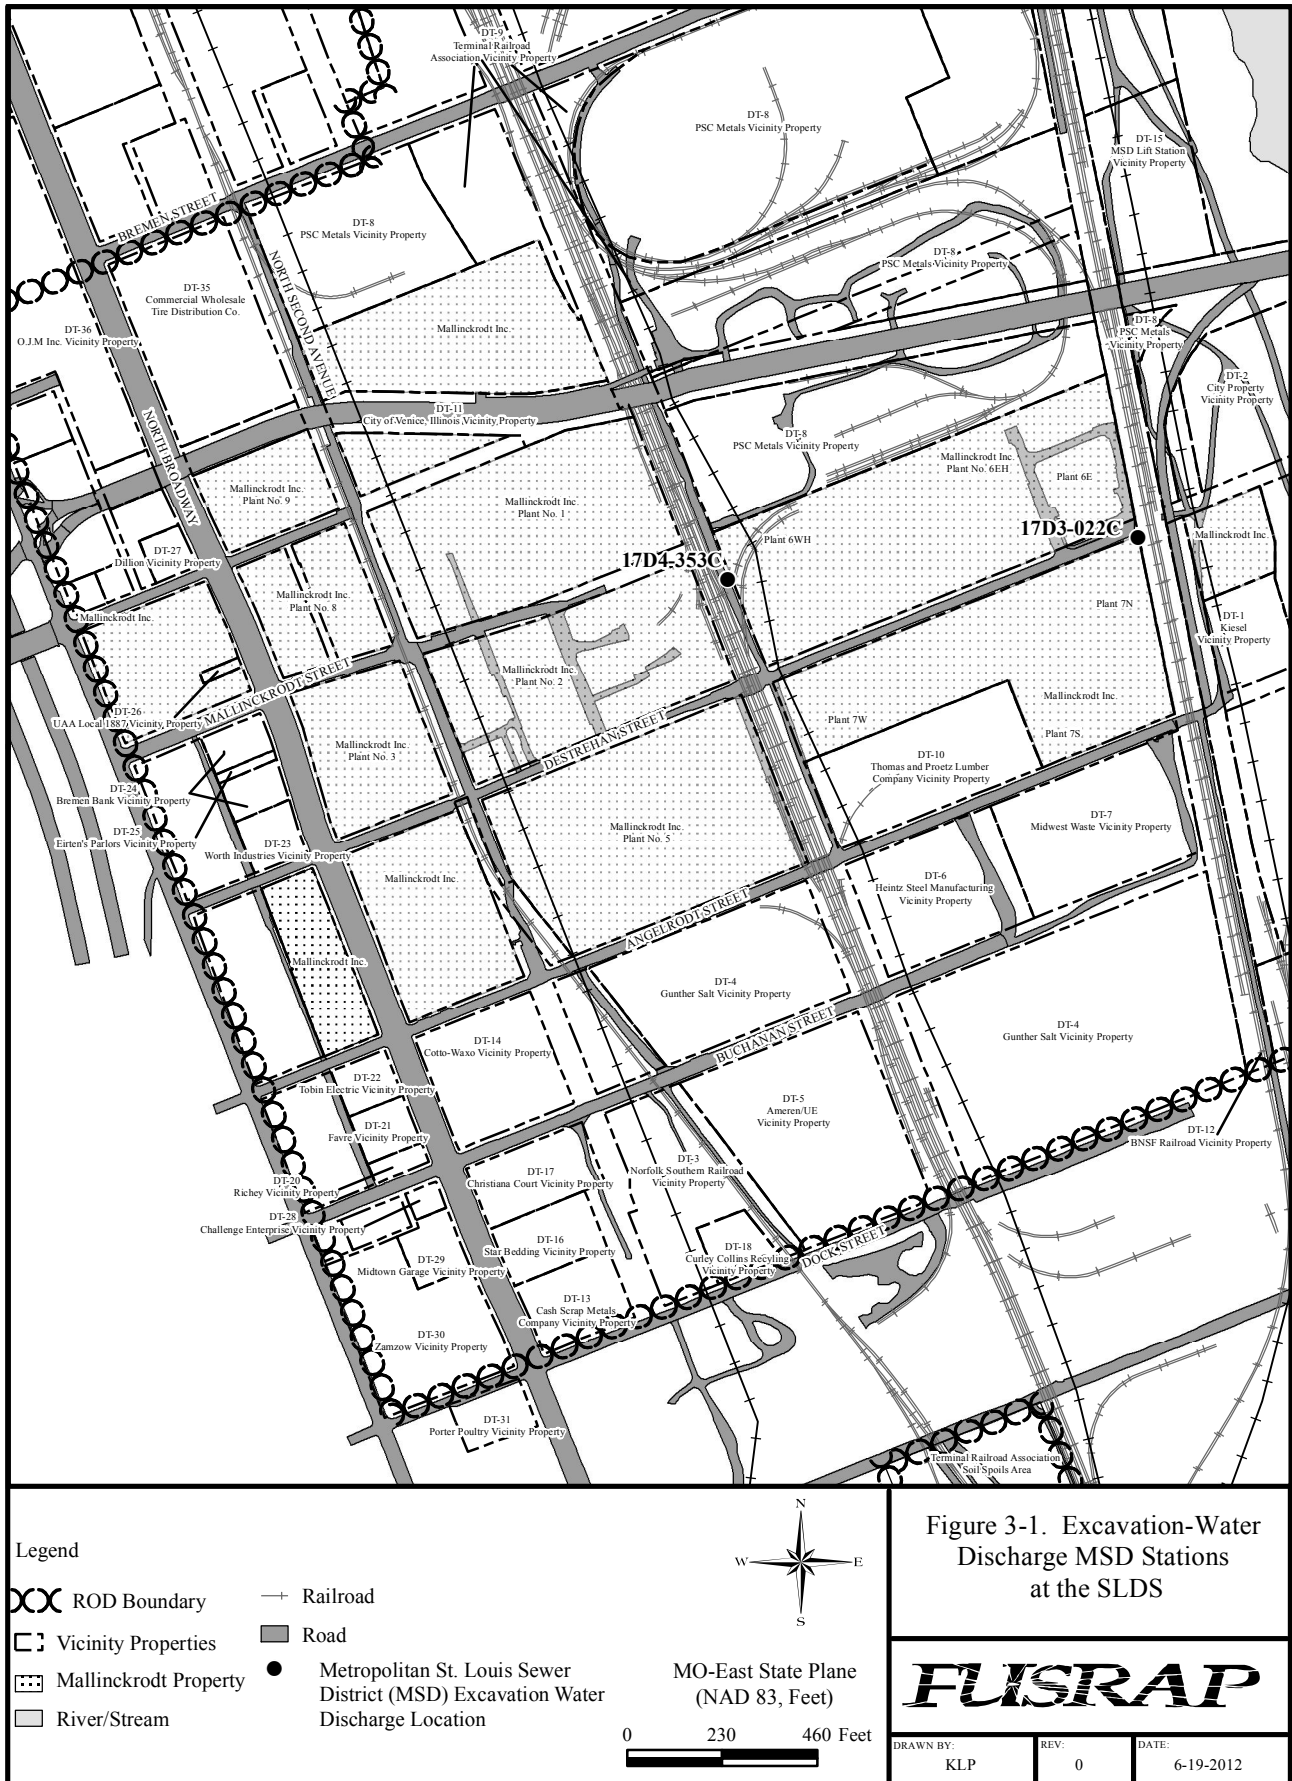 DT-9
Terminal Railroad
Association Vicinity Property
DT-8
PSC Metals Vicinity Property
DT-15
MSD Lift Station
Vicinity Property
BREMEN STREET
DT-8
PSC Metals Vicinity Property
NORTH SECOND AVENUE
DT-8
PSC Metals Vicinity Property
DT-35
Commercial Wholesale
Tire Distribution Co.
DT-36
O.J.M Inc. Vicinity Property
Mallinckrodt Inc.
DT-8
PSC Metals
Vicinity Property
DT-2
City Property
Vicinity Property
DT-11
City of Venice, Illinois Vicinity Property
NORTH BROADWAY
DT-8
PSC Metals Vicinity Property
Mallinckrodt Inc.
Plant No. 6EH
Plant 6E
Mallinckrodt Inc.
Plant No. 9
Mallinckrodt Inc.
Plant No. 1
17D3-022C
Mallinckrodt Inc.
Plant 6WH
DT-27
Dillion Vicinity Property
17D4-353C
Mallinckrodt Inc.
Plant No. 8
Plant 7N
Mallinckrodt Inc.
DT-1
Kiesel
Vicinity Property
MALLINCKRODT STREET
Mallinckrodt Inc.
Plant No. 2
Mallinckrodt Inc.
DT-26
UAA Local 1887 Vicinity Property
DESTREHAN STREET
Plant 7W
Plant 7S
Mallinckrodt Inc.
Plant No. 3
DT-10
Thomas and Proetz Lumber
Company Vicinity Property
DT-24
Bremen Bank Vicinity Property
DT-25
Eirten's Parlors Vicinity Property
DT-23
Worth Industries Vicinity Property
Mallinckrodt Inc.
Plant No. 5
DT-7
Midwest Waste Vicinity Property
Mallinckrodt Inc.
DT-6
Heintz Steel Manufacturing
Vicinity Property
ANGELRODT STREET
Mallinckrodt Inc.
DT-4
Gunther Salt Vicinity Property
DT-4
Gunther Salt Vicinity Property
BUCHANAN STREET
DT-14
Cotto-Waxo Vicinity Property
DT-22
Tobin Electric Vicinity Property
DT-5
Ameren/UE
Vicinity Property
DT-21
Favre Vicinity Property
DT-12
BNSF Railroad Vicinity Property
DT-3
Norfolk Southern Railroad
Vicinity Property
DT-17
Christiana Court Vicinity Property
DT-20
Richey Vicinity Property
DT-28
Challenge Enterprise Vicinity Property
DT-16
Star Bedding Vicinity Property
DT-18
Curley Collins Recyling
Vicinity Property
DOCK STREET
DT-29
Midtown Garage Vicinity Property
DT-13
Cash Scrap Metals
Company Vicinity Property
DT-30
Zamzow Vicinity Property
DT-31
Porter Poultry Vicinity Property
Terminal Railroad Association
Soil Spoils Area
Legend
ROD Boundary
Vicinity Properties
Mallinckrodt Property
River/Stream
Railroad
Road
Metropolitan St. Louis Sewer
District (MSD) Excavation Water
Discharge Location
N
W
E
S
MO-East State Plane
(NAD 83, Feet)
0 230 460 Feet
Figure 3-1. Excavation-Water
Discharge MSD Stations
at the SLDS
FUSRAP
DRAWN BY:
KLP
REV:
0
DATE:
6-19-2012